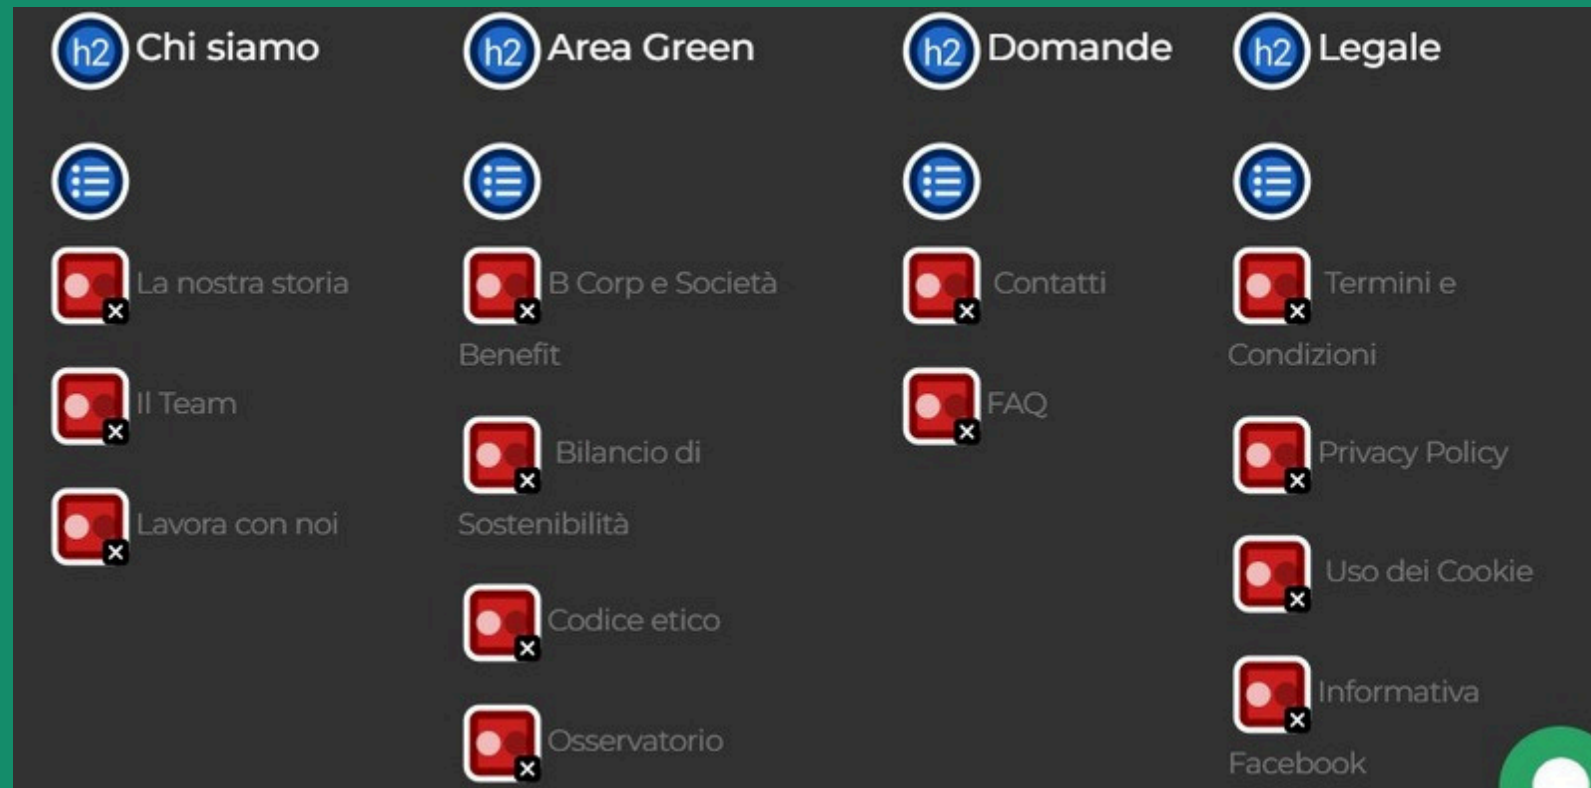 h2 Chi siamo
La nostra storia
Il Team
Lavora con noi
h2 Area Green
B Corp e Società
Benefit
Bilancio di
Sostenibilità
Codice etico
Osservatorio
h2 Domande
Contatti
FAQ
h2 Legale
Termini e
Condizioni
Privacy Policy
Uso dei Cookie
Informativa
Facebook